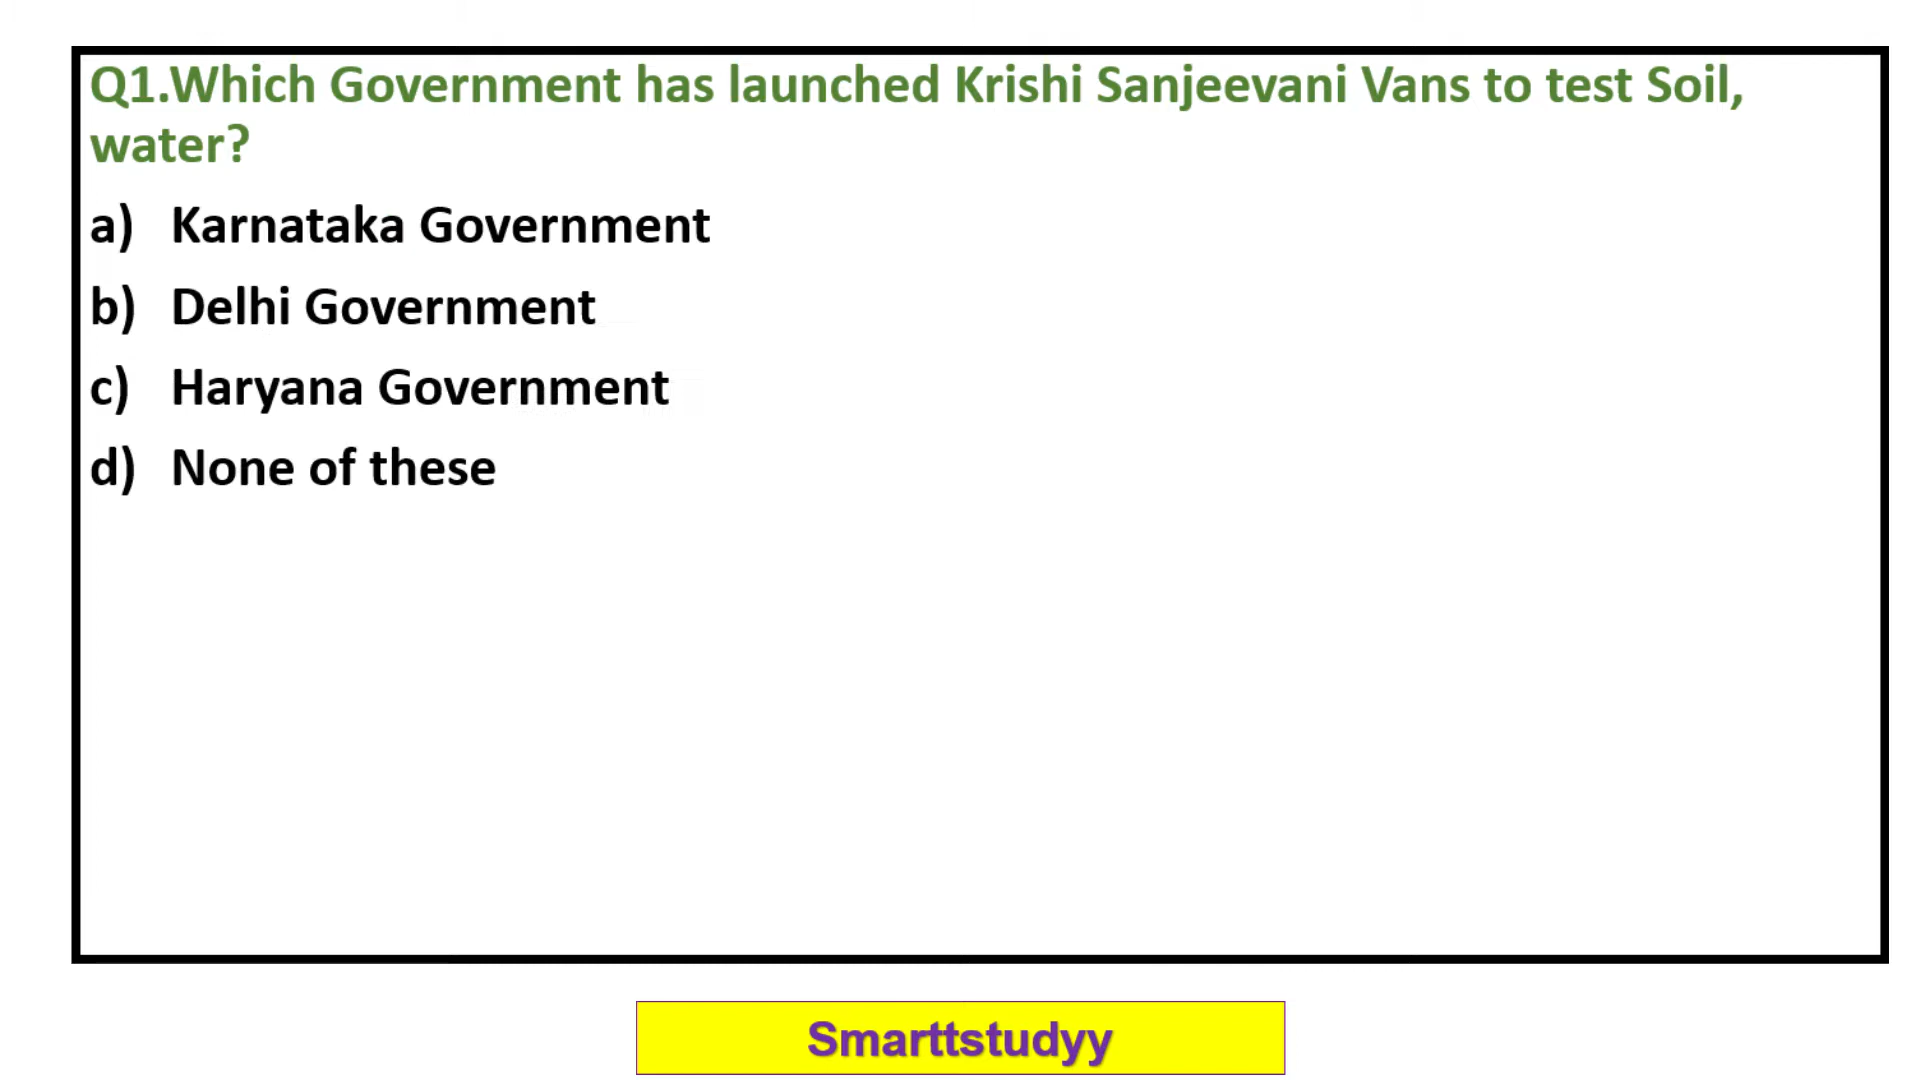 Q1.Which Government has launched Krishi Sanjeevani Vans to test Soil,
water?
a) Karnataka Government
b) Delhi Government
c) Haryana Government
d) None of these
Smarttstudyy